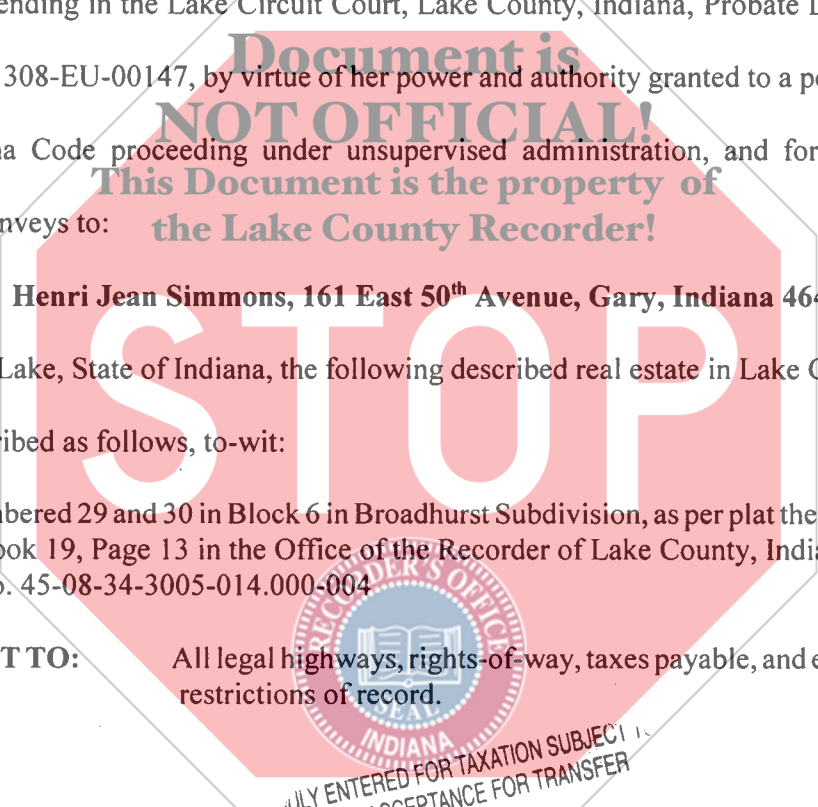 ending in the Lake Circuit Court, Lake County, Indiana, Probate
Document is
308-EU-00147, by virtue of her power and authority granted to a
NOT OFFICIAL!
Code proceeding under unsupervised administration, and for
This Document is the property of
nveys to:
the Lake County Recorder!
Henri Jean Simmons, 161 East 50th Avenue, Gary, Indiana 464
STOP
Lake, State of Indiana, the following described real estate in Lake
ribed as follows, to-wit:
bered 29 and 30 in Block 6 in Broadhurst Subdivision, as per plat the
ook 19, Page 13 in the Office of the Recorder of Lake County, India
. 45-08-34-3005-014.000-004
RECORDER'S OFFICE
T TO: All legal highways, rights-of-way, taxes payable, and
restrictions of record.
SEAL
INDIANA
ULY ENTERED FOR TAXATION SUBJECT
ACCEPTANCE FOR TRANSFER